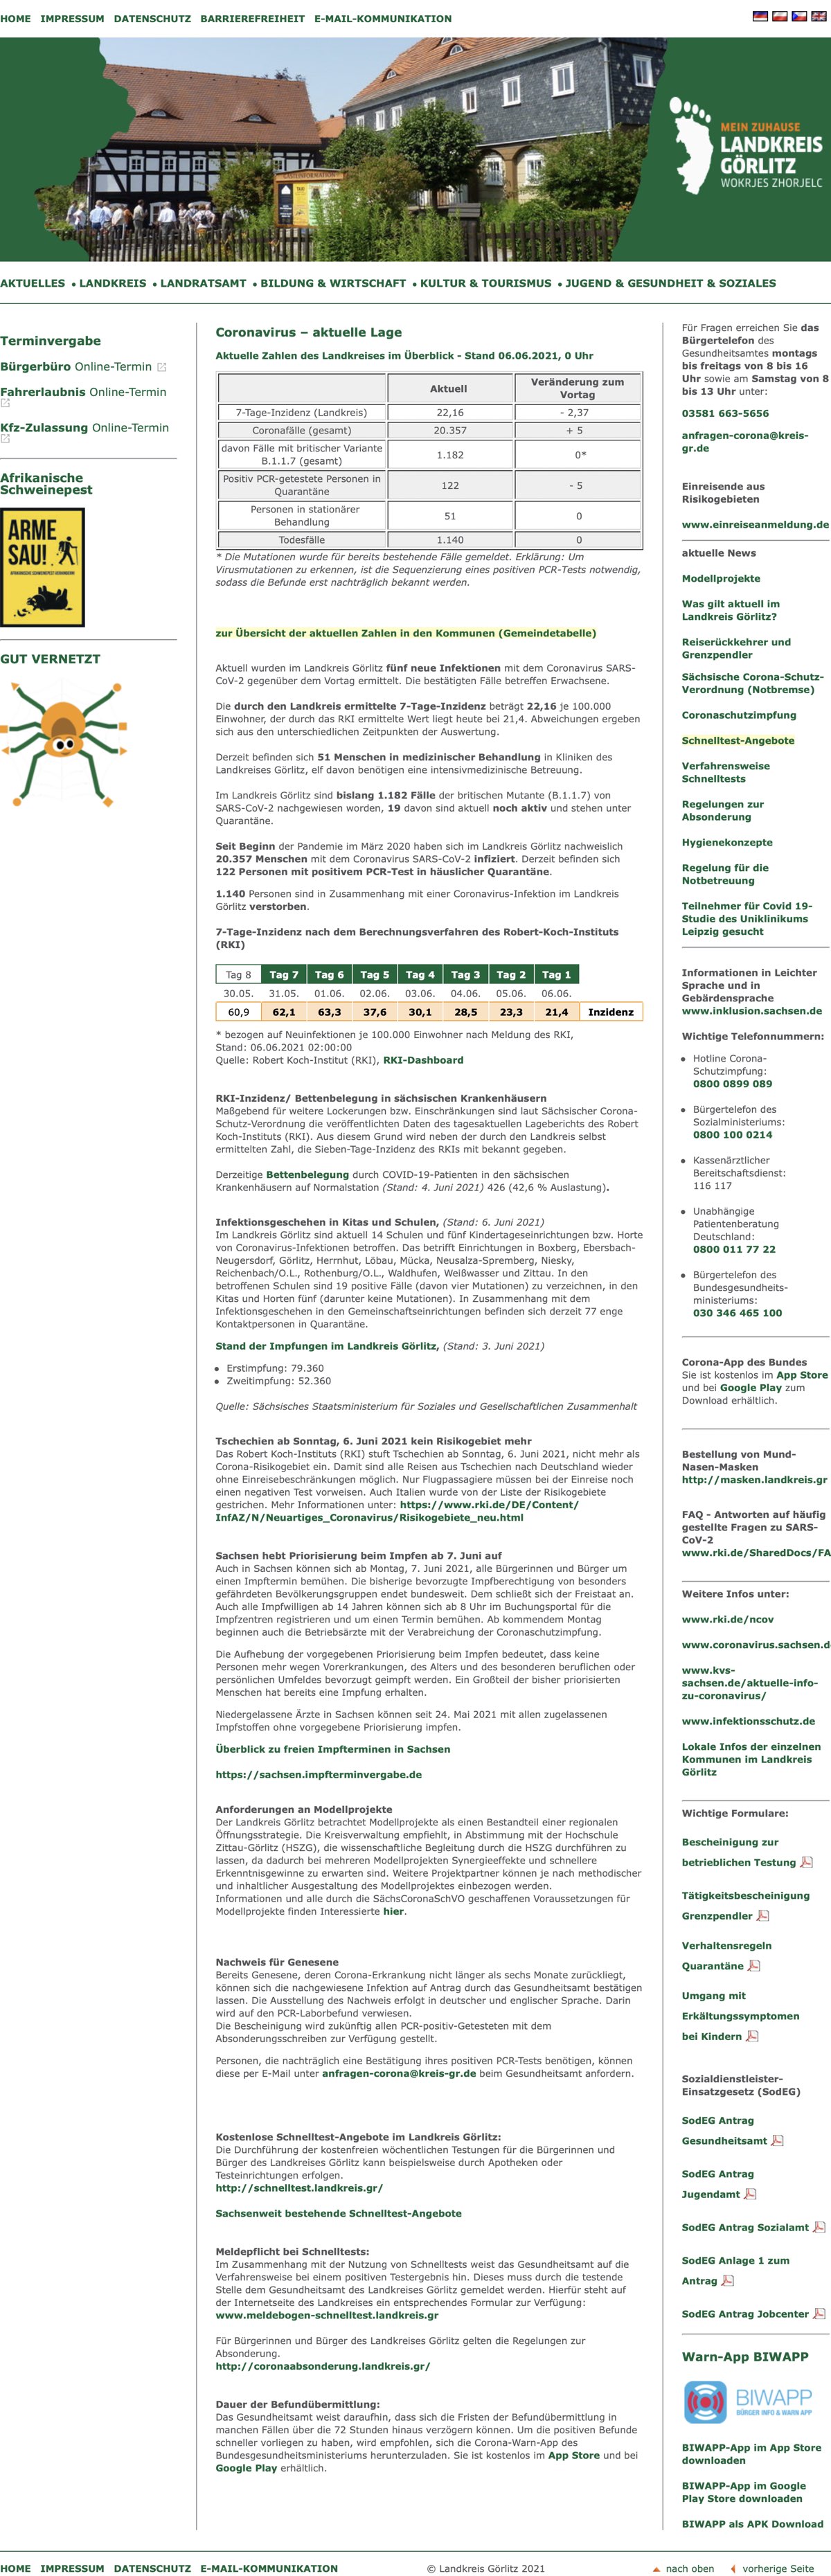 HOME IMPRESSUM DATENSCHUTZ BARRIEREFREIHEIT E-MAIL-KOMMUNIKATION
MEIN ZUHAUSE
LANDKREIS
GÖRLITZ
WOKRJES ZHORJELC
AKTUELLES • LANDKREIS • LANDRATSAMT • BILDUNG & WIRTSCHAFT • KULTUR & TOURISMUS • JUGEND & GESUNDHEIT & SOZIALES
Terminvergabe
Bürgerbüro Online-Termin
Fahrerlaubnis Online-Termin
Kfz-Zulassung Online-Termin
Afrikanische
Schweinepest
ARME
SAU!
GUT VERNETZT
Coronavirus – aktuelle Lage
Aktuelle Zahlen des Landkreises im Überblick - Stand 06.06.2021, 0 Uhr
Aktuell Veränderung zum
Vortag
7-Tage-Inzidenz (Landkreis) 22,16 - 2,37
Coronafälle (gesamt) 20.357 + 5
davon Fälle mit britischer Variante
B.1.1.7 (gesamt) 1.182 0*
Positiv PCR-getestete Personen in
Quarantäne 122 - 5
Personen in stationärer
Behandlung 51 0
Todesfälle 1.140 0
* Die Mutationen wurde für bereits bestehende Fälle gemeldet. Erklärung: Um
Virusmutationen zu erkennen, ist die Sequenzierung eines positiven PCR-Tests notwendig,
sodass die Befunde erst nachträglich bekannt werden.
zur Übersicht der aktuellen Zahlen in den Kommunen (Gemeindetabelle)
Aktuell wurden im Landkreis Görlitz fünf neue Infektionen mit dem Coronavirus SARS-
CoV-2 gegenüber dem Vortag ermittelt. Die bestätigten Fälle betreffen Erwachsene.
Die durch den Landkreis ermittelte 7-Tage-Inzidenz beträgt 22,16 je 100.000
Einwohner, der durch das RKI ermittelte Wert liegt heute bei 21,4. Abweichungen ergeben
sich aus den unterschiedlichen Zeitpunkten der Auswertung.
Derzeit befinden sich 51 Menschen in medizinischer Behandlung in Kliniken des
Landkreises Görlitz, elf davon benötigen eine intensivmedizinische Betreuung.
Im Landkreis Görlitz sind bislang 1.182 Fälle der britischen Mutante (B.1.1.7) von
SARS-CoV-2 nachgewiesen worden, 19 davon sind aktuell noch aktiv und stehen unter
Quarantäne.
Seit Beginn der Pandemie im März 2020 haben sich im Landkreis Görlitz nachweislich
20.357 Menschen mit dem Coronavirus SARS-CoV-2 infiziert. Derzeit befinden sich
122 Personen mit positivem PCR-Test in häuslicher Quarantäne.
1.140 Personen sind in Zusammenhang mit einer Coronavirus-Infektion im Landkreis
Görlitz verstorben.
7-Tage-Inzidenz nach dem Berechnungsverfahren des Robert-Koch-Instituts
(RKI)
Tag 8 Tag 7 Tag 6 Tag 5 Tag 4 Tag 3 Tag 2 Tag 1
30.05. 31.05. 01.06. 02.06. 03.06. 04.06. 05.06. 06.06.
60,9 62,1 63,3 37,6 30,1 28,5 23,3 21,4 Inzidenz
* bezogen auf Neuinfektionen je 100.000 Einwohner nach Meldung des RKI,
Stand: 06.06.2021 02:00:00
Quelle: Robert Koch-Institut (RKI), RKI-Dashboard
RKI-Inzidenz/ Bettenbelegung in sächsischen Krankenhäusern
Maßgebend für weitere Lockerungen bzw. Einschränkungen sind laut Sächsischer Corona-
Schutz-Verordnung die veröffentlichten Daten des tagesaktuellen Lageberichts des Robert
Koch-Instituts (RKI). Aus diesem Grund wird neben der durch den Landkreis selbst
ermittelten Zahl, die Sieben-Tage-Inzidenz des RKIs mit bekannt gegeben.
Derzeitige Bettenbelegung durch COVID-19-Patienten in den sächsischen
Krankenhäusern auf Normalstation (Stand: 4. Juni 2021) 426 (42,6 % Auslastung).
Infektionsgeschehen in Kitas und Schulen, (Stand: 6. Juni 2021)
Im Landkreis Görlitz sind aktuell 14 Schulen und fünf Kindertageseinrichtungen bzw. Horte
von Coronavirus-Infektionen betroffen. Das betrifft Einrichtungen in Boxberg, Ebersbach-
Neugersdorf, Görlitz, Herrnhut, Löbau, Mücka, Neusalza-Spremberg, Niesky,
Reichenbach/O.L., Rothenburg/O.L., Waldhufen, Weißwasser und Zittau. In den
betroffenen Schulen sind 19 positive Fälle (davon vier Mutationen) zu verzeichnen, in den
Kitas und Horten fünf (darunter keine Mutationen). In Zusammenhang mit dem
Infektionsgeschehen in den Gemeinschaftseinrichtungen befinden sich derzeit 77 enge
Kontaktpersonen in Quarantäne.
Stand der Impfungen im Landkreis Görlitz, (Stand: 3. Juni 2021)
• Erstimpfung: 79.360
• Zweitimpfung: 52.360
Quelle: Sächsisches Staatsministerium für Soziales und Gesellschaftlichen Zusammenhalt
Tschechien ab Sonntag, 6. Juni 2021 kein Risikogebiet mehr
Das Robert Koch-Instituts (RKI) stuft Tschechien ab Sonntag, 6. Juni 2021, nicht mehr als
Corona-Risikogebiet ein. Damit sind alle Reisen aus Tschechien nach Deutschland wieder
ohne Einreisebeschränkungen möglich. Nur Flugpassagiere müssen bei der Einreise noch
einen negativen Test vorweisen. Auch Italien wurde von der Liste der Risikogebiete
gestrichen. Mehr Informationen unter: https://www.rki.de/DE/Content/
InfAZ/N/Neuartiges_Coronavirus/Risikogebiete_neu.html
Sachsen hebt Priorisierung beim Impfen ab 7. Juni auf
Auch in Sachsen können sich ab Montag, 7. Juni 2021, alle Bürgerinnen und Bürger um
einen Impftermin bemühen. Die bisherige bevorzugte Impfberechtigung von besonders
gefährdeten Bevölkerungsgruppen endet bundesweit. Dem schließt sich der Freistaat an.
Auch alle Impfwilligen ab 14 Jahren können sich ab 8 Uhr im Buchungsportal für die
Impfzentren registrieren und um einen Termin bemühen. Ab kommendem Montag
beginnen auch die Betriebsärzte mit der Verabreichung der Coronaschutzimpfung.
Die Aufhebung der vorgegebenen Priorisierung beim Impfen bedeutet, dass keine
Personen mehr wegen Vorerkrankungen, des Alters und des besonderen beruflichen oder
persönlichen Umfeldes bevorzugt geimpft werden. Ein Großteil der bisher priorisierten
Menschen hat bereits eine Impfung erhalten.
Niedergelassene Ärzte in Sachsen können seit 24. Mai 2021 mit allen zugelassenen
Impfstoffen ohne vorgegebene Priorisierung impfen.
Überblick zu freien Impfterminen in Sachsen
https://sachsen.impfterminvergabe.de
Anforderungen an Modellprojekte
Der Landkreis Görlitz betrachtet Modellprojekte als einen Bestandteil einer regionalen
Öffnungsstrategie. Die Kreisverwaltung empfiehlt, in Abstimmung mit der Hochschule
Zittau-Görlitz (HSZG), die wissenschaftliche Begleitung durch die HSZG durchführen zu
lassen, da dadurch bei mehreren Modellprojekten Synergieeffekte und schnellere
Erkenntnisgewinne zu erwarten sind. Weitere Projektpartner können je nach methodischer
und inhaltlicher Ausgestaltung des Modellprojektes einbezogen werden.
Informationen und alle durch die SächsCoronaSchVO geschaffenen Voraussetzungen für
Modellprojekte finden Interessierte hier.
Nachweis für Genesene
Bereits Genesene, deren Corona-Erkrankung nicht länger als sechs Monate zurückliegt,
können sich die nachgewiesene Infektion auf Antrag durch das Gesundheitsamt bestätigen
lassen. Die Ausstellung des Nachweis erfolgt in deutscher und englischer Sprache. Darin
wird auf den PCR-Laborbefund verwiesen.
Die Bescheinigung wird zukünftig allen PCR-positiv-Getesteten mit dem
Absonderungsschreiben zur Verfügung gestellt.
Personen, die nachträglich eine Bestätigung ihres positiven PCR-Tests benötigen, können
diese per E-Mail unter anfragen-corona@kreis-gr.de beim Gesundheitsamt anfordern.
Kostenlose Schnelltest-Angebote im Landkreis Görlitz:
Die Durchführung der kostenfreien wöchentlichen Testungen für die Bürgerinnen und
Bürger des Landkreises Görlitz kann beispielsweise durch Apotheken oder
Testeinrichtungen erfolgen.
http://schnelltest.landkreis.gr/
Sachsenweit bestehende Schnelltest-Angebote
Meldepflicht bei Schnelltests:
Im Zusammenhang mit der Nutzung von Schnelltests weist das Gesundheitsamt auf die
Verfahrensweise bei einem positiven Testergebnis hin. Dieses muss durch die testende
Stelle dem Gesundheitsamt des Landkreises Görlitz gemeldet werden. Hierfür steht auf
der Internetseite des Landkreises ein entsprechendes Formular zur Verfügung:
www.meldebogen-schnelltest.landkreis.gr
Für Bürgerinnen und Bürger des Landkreises Görlitz gelten die Regelungen zur
Absonderung.
http://coronaabsonderung.landkreis.gr/
Dauer der Befundübermittlung:
Das Gesundheitsamt weist daraufhin, dass sich die Fristen der Befundübermittlung in
manchen Fällen über die 72 Stunden hinaus verzögern können. Um die positiven Befunde
schneller vorliegen zu haben, wird empfohlen, sich die Corona-Warn-App des
Bundesgesundheitsministeriums herunterzuladen. Sie ist kostenlos im App Store und bei
Google Play erhältlich.
Für Fragen erreichen Sie das
Bürgertelefon des
Gesundheitsamtes montags
bis freitags von 8 bis 16
Uhr sowie am Samstag von 8
bis 13 Uhr unter:
03581 663-5656
anfragen-corona@kreis-
gr.de
Einreisende aus
Risikogebieten
www.einreiseanmeldung.de
aktuelle News
Modellprojekte
Was gilt aktuell im
Landkreis Görlitz?
Reiserückkehrer und
Grenzpendler
Sächsische Corona-Schutz-
Verordnung (Notbremse)
Coronaschutzimpfung
Schnelltest-Angebote
Verfahrensweise
Schnelltests
Regelungen zur
Absonderung
Hygienekonzepte
Regelung für die
Notbetreuung
Teilnehmer für Covid 19-
Studie des Uniklinikums
Leipzig gesucht
Informationen in Leichter
Sprache und in
Gebärdensprache
www.inklusion.sachsen.de
Wichtige Telefonnummern:
• Hotline Corona-
Schutzimpfung:
0800 0899 089
• Bürgertelefon des
Sozialministeriums:
0800 100 0214
• Kassenärztlicher
Bereitschaftsdienst:
116 117
• Unabhängige
Patientenberatung
Deutschland:
0800 011 77 22
• Bürgertelefon des
Bundesgesundheits-
ministeriums:
030 346 465 100
Corona-App des Bundes
Sie ist kostenlos im App Store
und bei Google Play zum
Download erhältlich.
Bestellung von Mund-
Nasen-Masken
http://masken.landkreis.gr
FAQ - Antworten auf häufig
gestellte Fragen zu SARS-
CoV-2
www.rki.de/SharedDocs/FA
Weitere Infos unter:
www.rki.de/ncov
www.coronavirus.sachsen.d
www.kvs-
sachsen.de/aktuelle-info-
zu-coronavirus/
www.infektionsschutz.de
Lokale Infos der einzelnen
Kommunen im Landkreis
Görlitz
Wichtige Formulare:
Bescheinigung zur
betrieblichen Testung
Tätigkeitsbescheinigung
Grenzpendler
Verhaltensregeln
Quarantäne
Umgang mit
Erkältungssymptomen
bei Kindern
Sozialdienstleister-
Einsatzgesetz (SodEG)
SodEG Antrag
Gesundheitsamt
SodEG Antrag
Jugendamt
SodEG Antrag Sozialamt
SodEG Anlage 1 zum
Antrag
SodEG Antrag Jobcenter
Warn-App BIWAPP
BIWAPP
BÜRGER INFO & WARN APP
BIWAPP-App im App Store
downloaden
BIWAPP-App im Google
Play Store downloaden
BIWAPP als APK Download
HOME IMPRESSUM DATENSCHUTZ E-MAIL-KOMMUNIKATION
© Landkreis Görlitz 2021
nach oben vorherige Seite